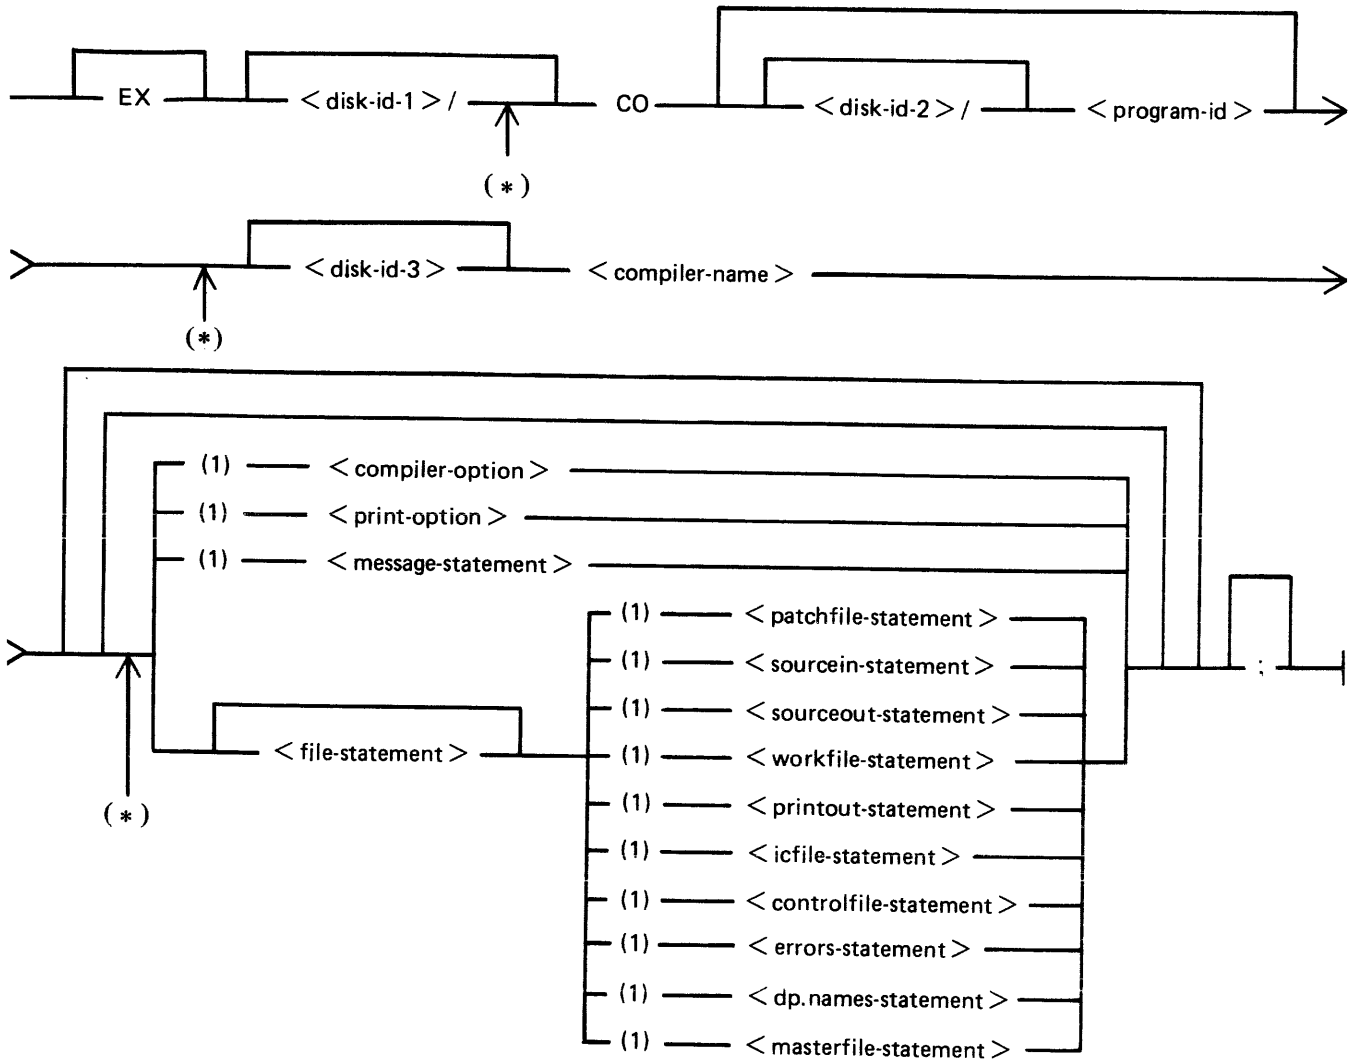 EX <disk-id-1>/ CO <disk-id-2>/ <program-id>
(*)
<disk-id-3> <compiler-name>
(*)
(1) <compiler-option>
(1) <print-option>
(1) <message-statement>
(1) <patchfile-statement>
(1) <sourcein-statement>
;
(1) <sourceout-statement>
<file-statement> (1) <workfile-statement>
(*)
(1) <printout-statement>
(1) <icfile-statement>
(1) <controlfile-statement>
(1) <errors-statement>
(1) <dp.names-statement>
(1) <masterfile-statement>